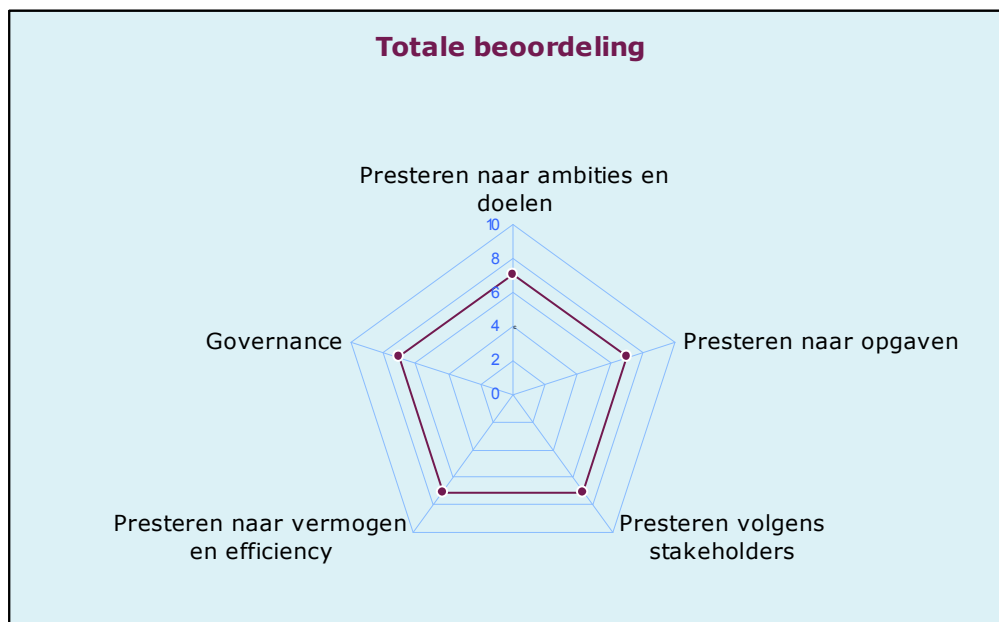 Totale beoordeling
Presteren naar ambities en
doelen
10
8
6
4
2
0
Governance
Presteren naar opgaven
Presteren naar vermogen
en efficiency
Presteren volgens
stakeholders